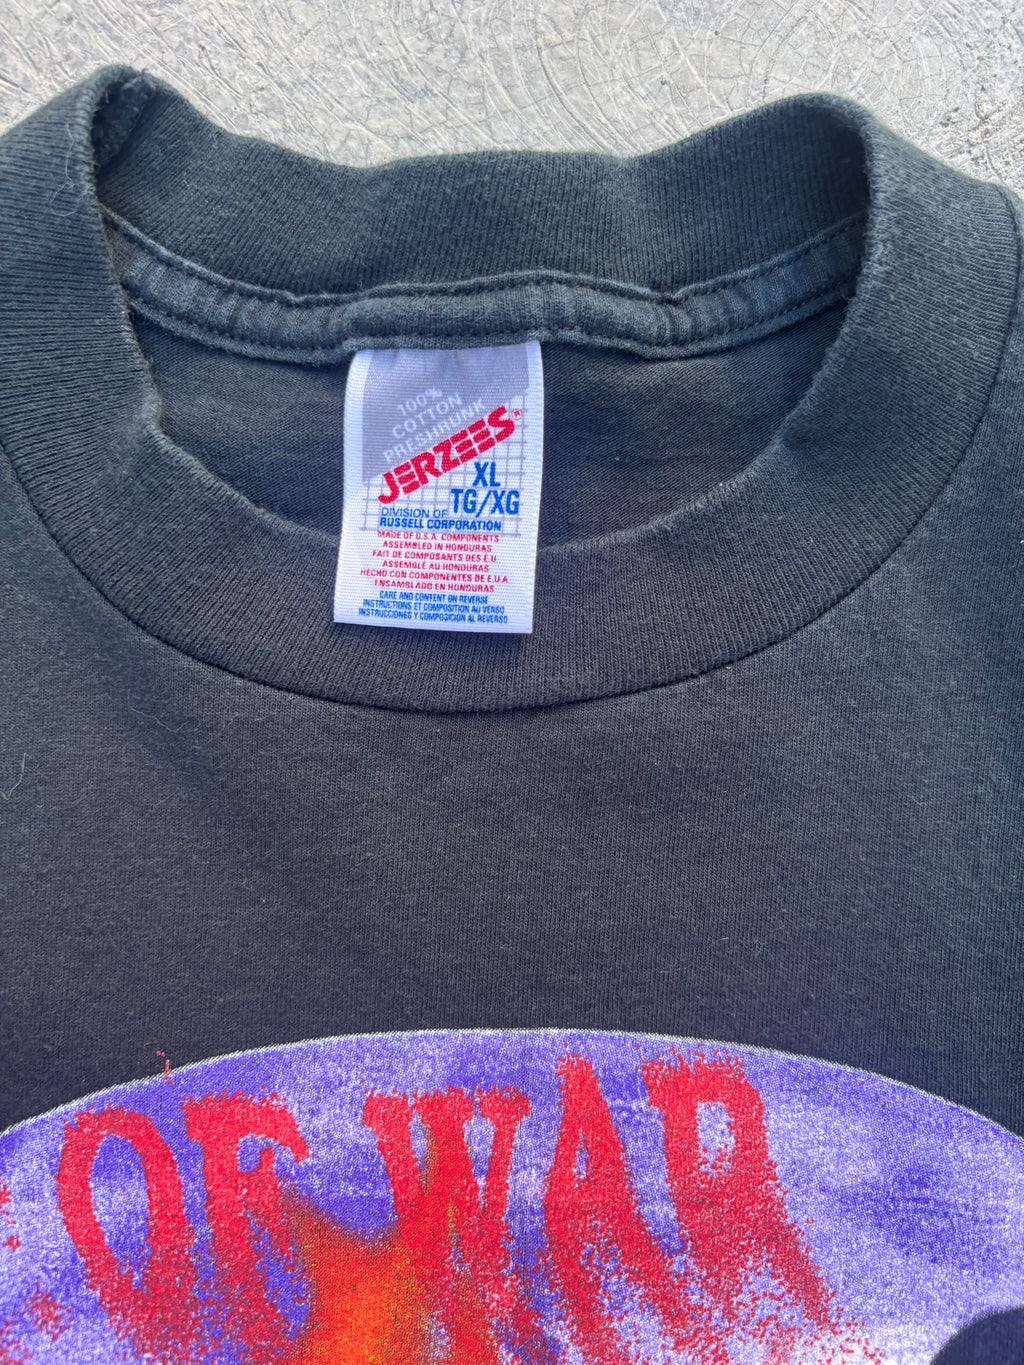 100%
COTTON
PRESHRUNK
JERZEES®
XL
TG/XG
DIVISION OF
RUSSELL CORPORATION
MADE OF U.S.A. COMPONENTS
ASSEMBLED IN HONDURAS
FAIT DE COMPOSANTS DES E.U.
ASSEMBLÉ AU HONDURAS
HECHO CON COMPONENTES DE E.U.A
ENSAMBLADO EN HONDURAS
CARE AND CONTENT ON REVERSE
INSTRUCTIONS ET COMPOSITION AU VERSO
INSTRUCCIONES Y COMPOSICIÓN AL REVERSO
OF WAR